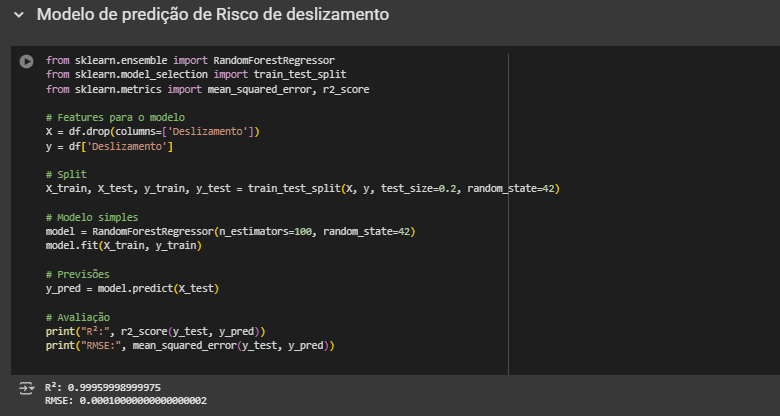 Modelo de predição de Risco de deslizamento
from sklearn.ensemble import RandomForestRegressor
from sklearn.model_selection import train_test_split
from sklearn.metrics import mean_squared_error, r2_score
# Features para o modelo
X = df.drop(columns=['Deslizamento'])
y = df['Deslizamento']
# Split
X_train, X_test, y_train, y_test = train_test_split(X, y, test_size=0.2, random_state=42)
# Modelo simples
model = RandomForestRegressor(n_estimators=100, random_state=42)
model.fit(X_train, y_train)
# Previsões
y_pred = model.predict(X_test)
# Avaliação
print("R²:", r2_score(y_test, y_pred))
print("RMSE:", mean_squared_error(y_test, y_pred))
R²: 0.99959998999975
RMSE: 0.00010000000000000002